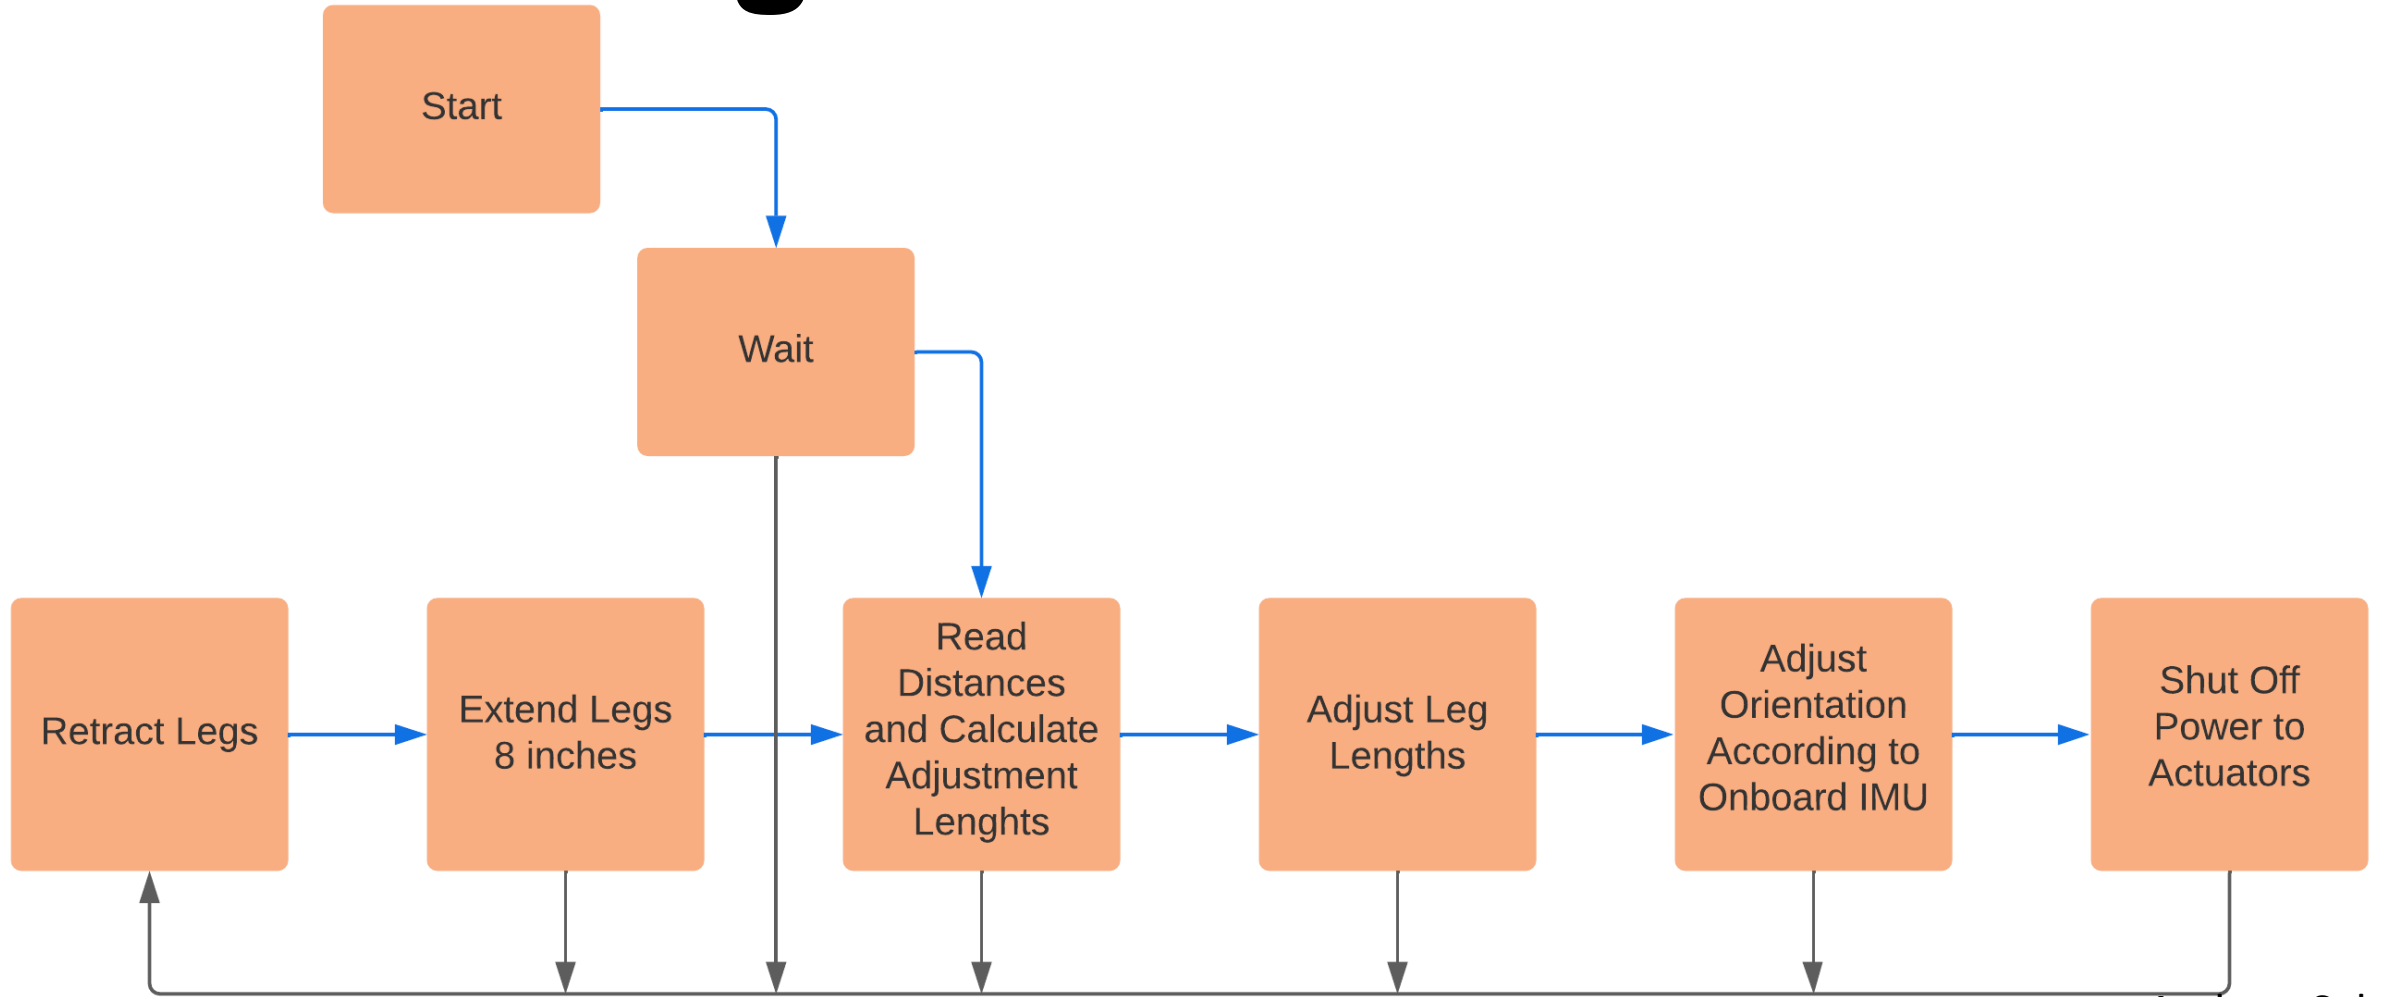 Start
Wait
Retract Legs
Extend Legs
8 inches
Read
Distances
and Calculate
Adjustment
Lenghts
Adjust Leg
Lengths
Adjust
Orientation
According to
Onboard IMU
Shut Off
Power to
Actuators